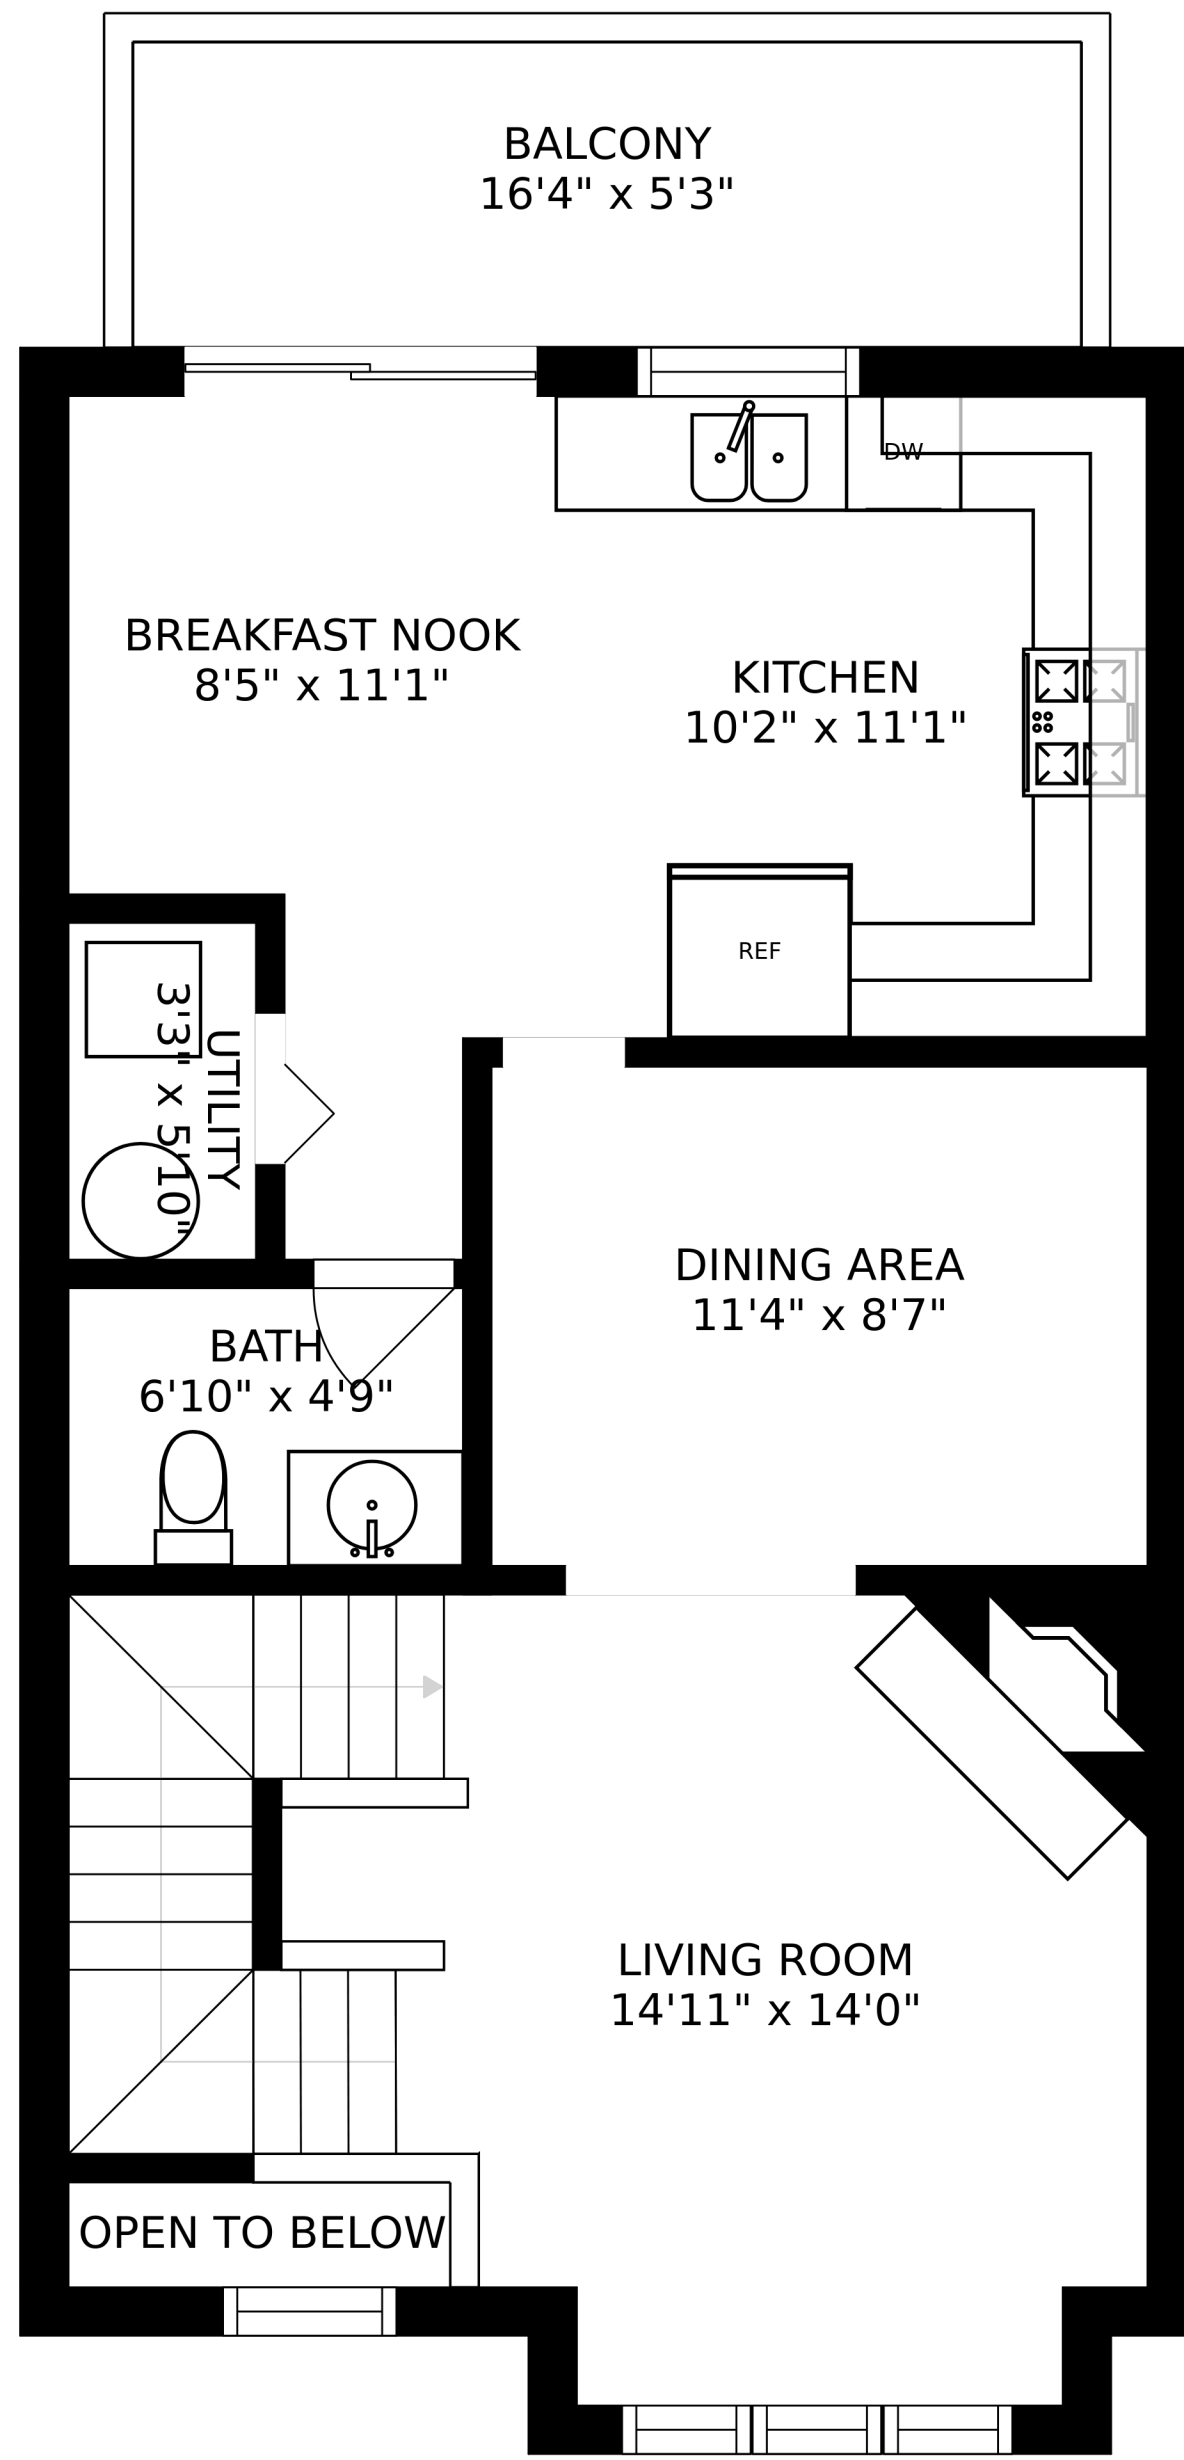 BALCONY
16'4" x 5'3"
DW
BREAKFAST NOOK
8'5" x 11'1"
KITCHEN
10'2" x 11'1"
REF
UTILITY
3'3" x 5'10"
DINING AREA
11'4" x 8'7"
BATH
6'10" x 4'9"
LIVING ROOM
14'11" x 14'0"
OPEN TO BELOW